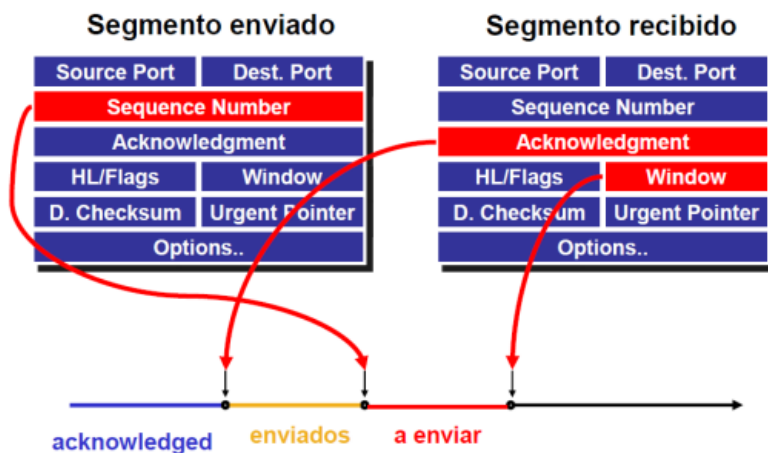 Segmento enviado
Source Port Dest. Port
Sequence Number
Acknowledgment
HL/Flags Window
D. Checksum Urgent Pointer
Options..
Segmento recibido
Source Port Dest. Port
Sequence Number
Acknowledgment
HL/Flags Window
D. Checksum Urgent Pointer
Options..
acknowledged enviados a enviar